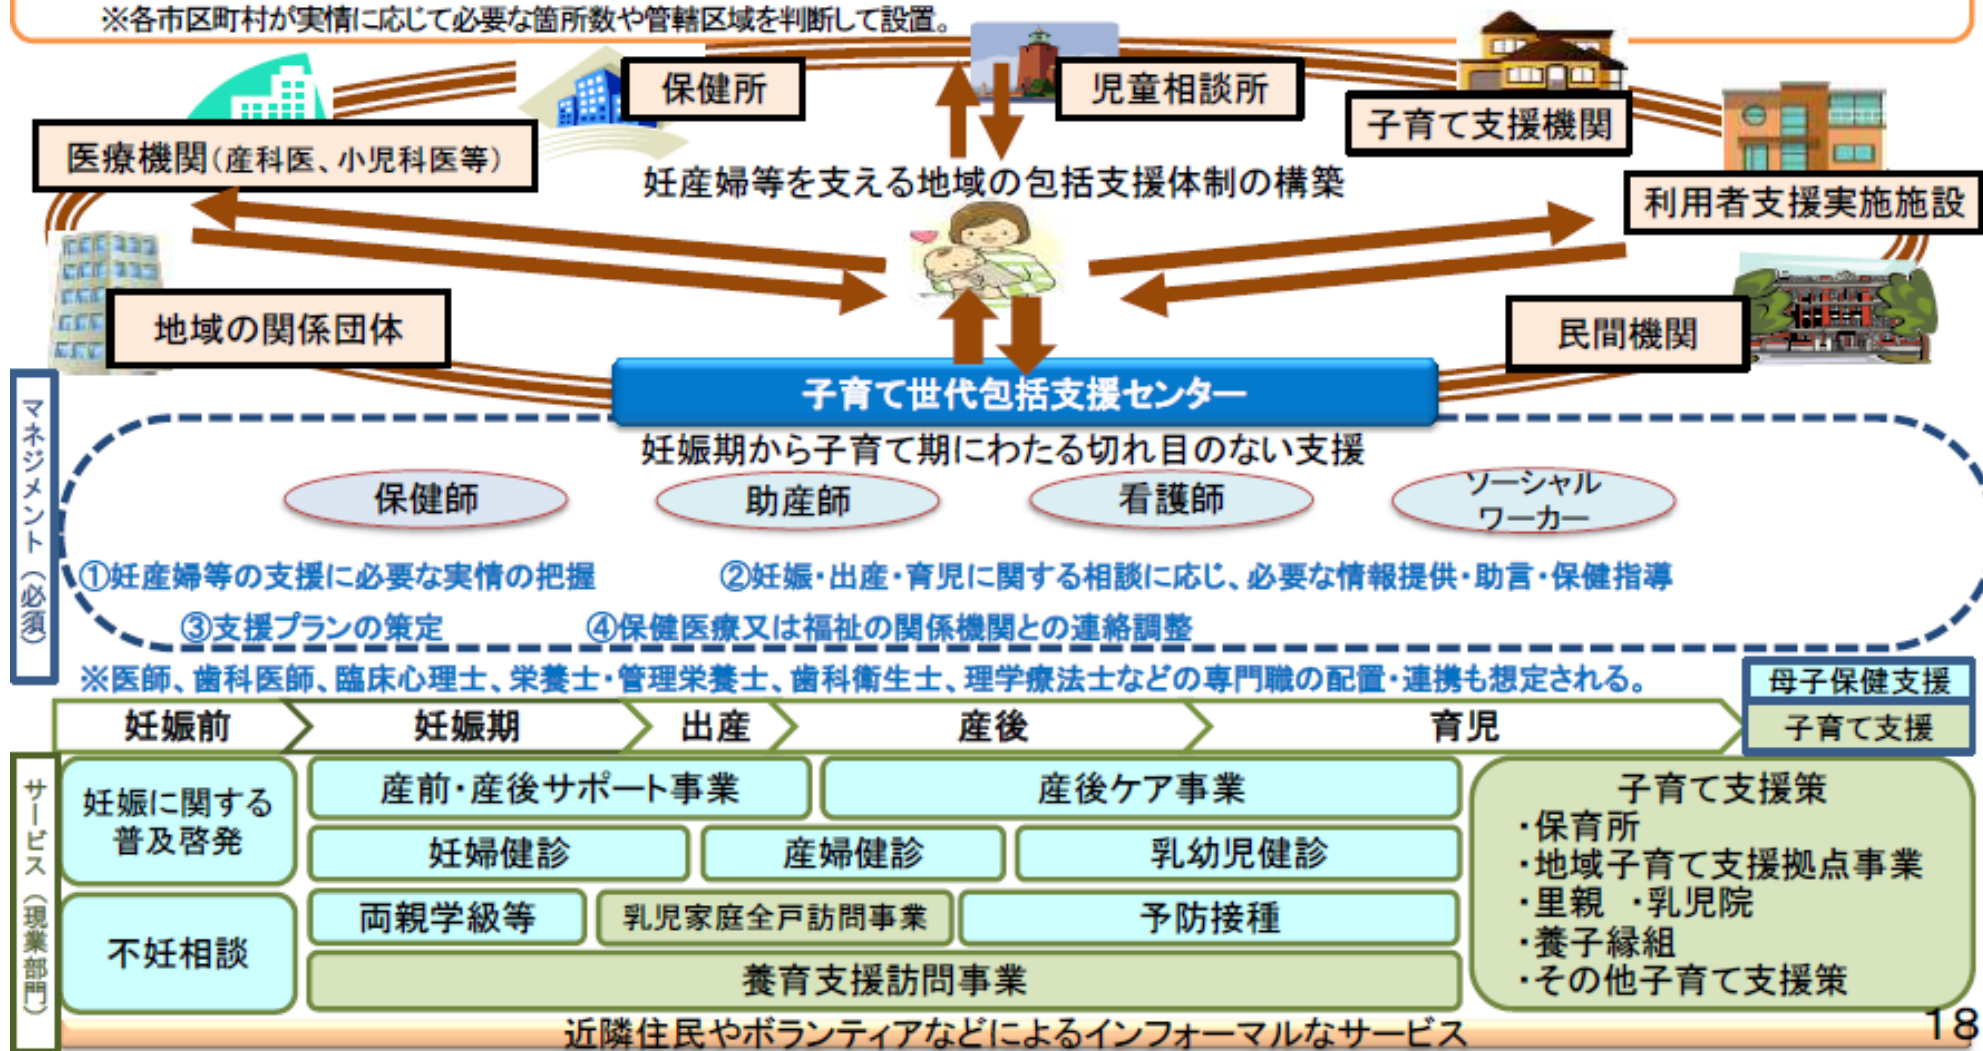 ※各市区町村が実情に応じて必要な箇所数や管轄区域を判断して設置。
保健所
児童相談所
子育て支援機関
医療機関(産科医、小児科医等)
妊産婦等を支える地域の包括支援体制の構築
利用者支援実施施設
地域の関係団体
民間機関
子育て世代包括支援センター
妊娠期から子育て期にわたる切れ目のない支援
マネジメント(必須)
保健師
助産師
看護師
ソーシャル
ワーカー
①妊産婦等の支援に必要な実情の把握
②妊娠・出産・育児に関する相談に応じ、必要な情報提供・助言・保健指導
③支援プランの策定
④保健医療又は福祉の関係機関との連絡調整
※医師、歯科医師、臨床心理士、栄養士・管理栄養士、歯科衛生士、理学療法士などの専門職の配置・連携も想定される。
母子保健支援
子育て支援
妊娠前
妊娠期
出産
産後
育児
サービス(現業部門)
妊娠に関する
普及啓発
産前・産後サポート事業
産後ケア事業
妊婦健診
産婦健診
乳幼児健診
不妊相談
両親学級等
乳児家庭全戸訪問事業
予防接種
養育支援訪問事業
子育て支援策
・保育所
・地域子育て支援拠点事業
・里親 ・乳児院
・養子縁組
・その他子育て支援策
近隣住民やボランティアなどによるインフォーマルなサービス
18